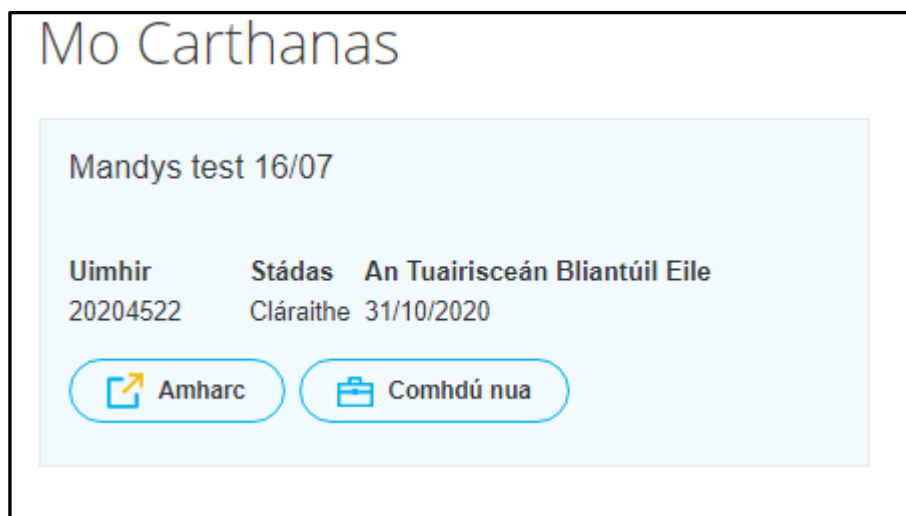 Mo Carthanas
Mandys test 16/07
Uimhir Stádas An Tuairisceán Bliantúil Eile
20204522 Cláraithe 31/10/2020
Amharc Comhdú nua